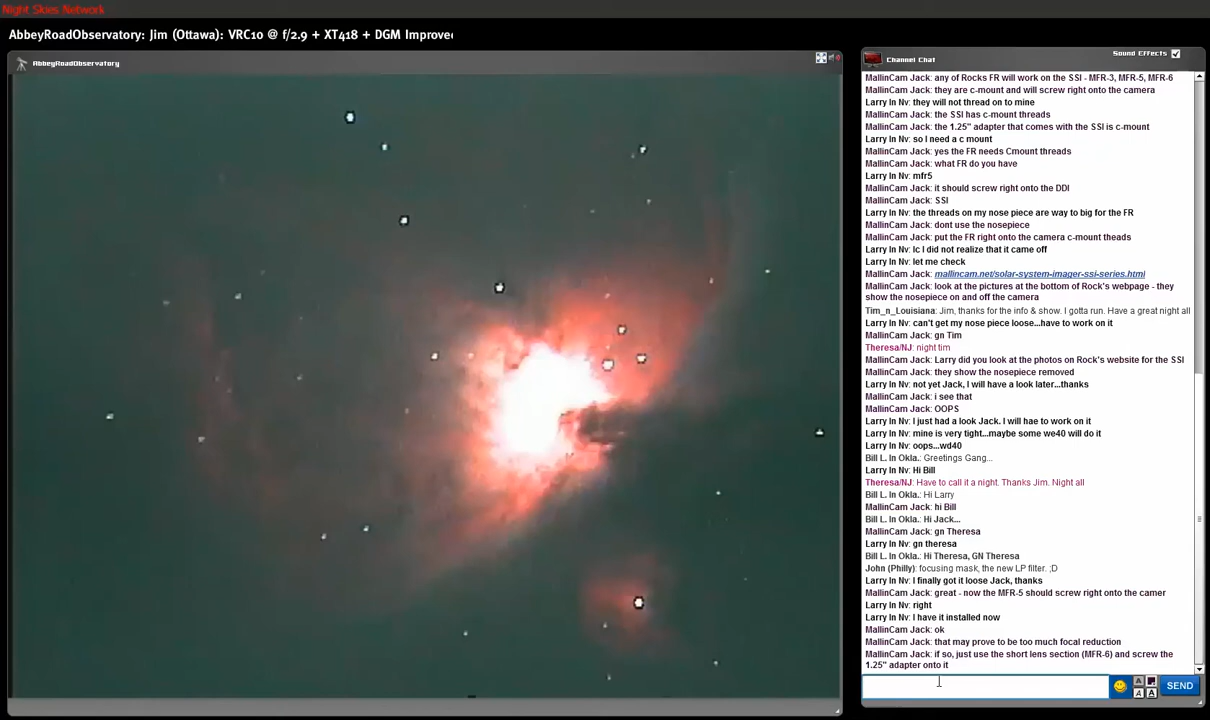 Night Skies Network
AbbeyRoadObservatory: Jim (Ottawa): VRC10 @ f/2.9 + XT418 + DGM Improve
AbbeyRoadObservatory
Sound Effects
Channel Chat
MallinCam Jack: any of Rocks FR will work on the SSI - MFR-3, MFR-5, MFR-6
MallinCam Jack: they are c-mount and will screw right onto the camera
Larry In Nv: they will not thread on to mine
MallinCam Jack: the SSI has c-mount threads
MallinCam Jack: the 1.25" adapter that comes with the SSI is c-mount
Larry In Nv: so I need a c mount
MallinCam Jack: yes the FR needs Cmount threads
MallinCam Jack: what FR do you have
Larry In Nv: mfr5
MallinCam Jack: it should screw right onto the DDI
MallinCam Jack: SSI
Larry In Nv: the threads on my nose piece are way to big for the FR
MallinCam Jack: dont use the nosepiece
MallinCam Jack: put the FR right onto the camera c-mount theads
Larry In Nv: Ic I did not realize that it came off
Larry In Nv: let me check
MallinCam Jack: mallincam.net/solar-system-imager-ssi-series.html
MallinCam Jack: look at the pictures at the bottom of Rock's webpage - they
show the nosepiece on and off the camera
Tim_n_Louisiana: Jim, thanks for the info & show. I gotta run. Have a great night all
Larry In Nv: can't get my nose piece loose...have to work on it
MallinCam Jack: gn Tim
Theresa/NJ: night tim
MallinCam Jack: Larry did you look at the photos on Rock's website for the SSI
MallinCam Jack: they show the nosepiece removed
Larry In Nv: not yet Jack, I will have a look later...thanks
MallinCam Jack: i see that
MallinCam Jack: OOPS
Larry In Nv: I just had a look Jack. I will hae to work on it
Larry In Nv: mine is very tight...maybe some we40 will do it
Larry In Nv: oops...wd40
Bill L. In Okla.: Greetings Gang...
Larry In Nv: Hi Bill
Theresa/NJ: Have to call it a night. Thanks Jim. Night all
Bill L. In Okla.: Hi Larry
MallinCam Jack: hi Bill
Bill L. In Okla.: Hi Jack...
MallinCam Jack: gn Theresa
Larry In Nv: gn theresa
Bill L. In Okla.: Hi Theresa, GN Theresa
John (Philly): focusing mask, the new LP filter. ;D
Larry In Nv: I finally got it loose Jack, thanks
MallinCam Jack: great - now the MFR-5 should screw right onto the camer
Larry In Nv: right
Larry In Nv: I have it installed now
MallinCam Jack: ok
MallinCam Jack: that may prove to be too much focal reduction
MallinCam Jack: if so, just use the short lens section (MFR-6) and screw the
1.25" adapter onto it
A
A A SEND